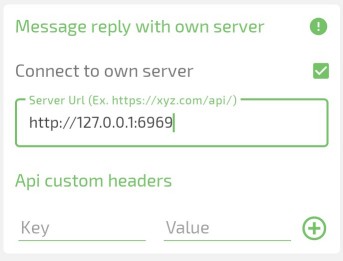 Message reply with own server
Connect to own server
Server Url (Ex. https://xyz.com/api/)
http://127.0.0.1:6969
Api custom headers
Key Value